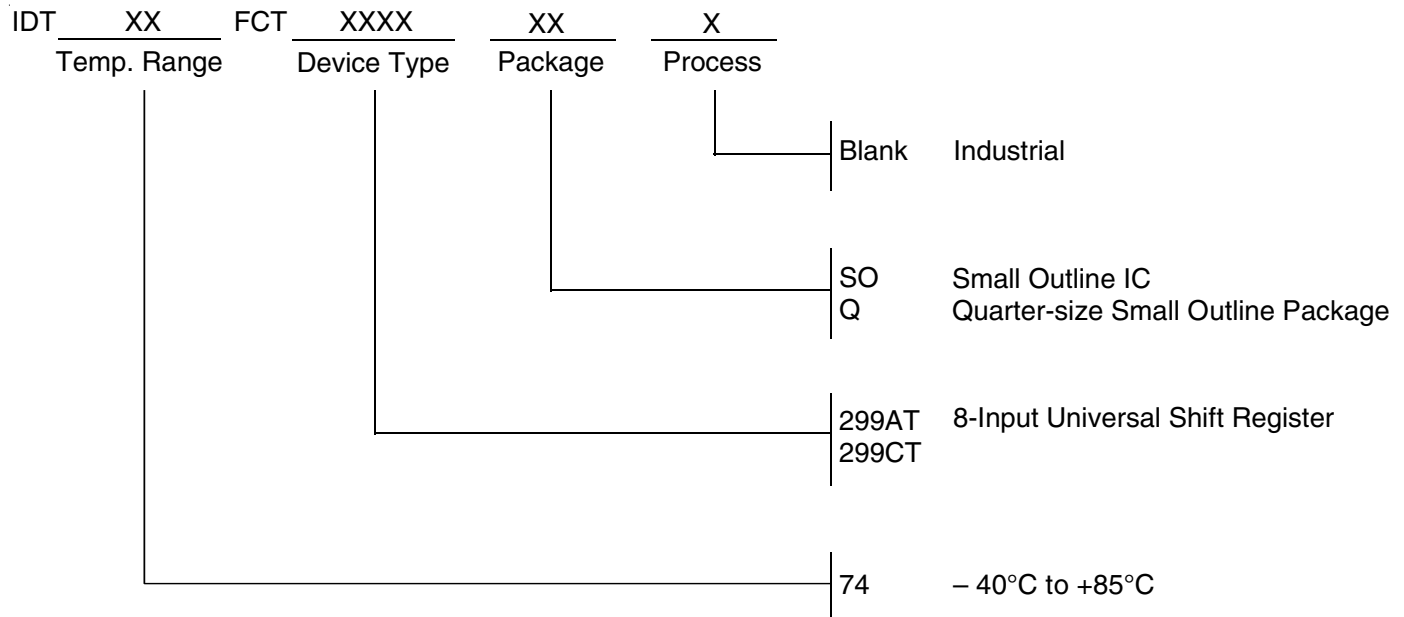 IDT XX FCT XXXX XX X
Temp. Range Device Type Package Process
Blank Industrial
SO Small Outline IC
Q Quarter-size Small Outline Package
299AT 8-Input Universal Shift Register
299CT
74 – 40°C to +85°C